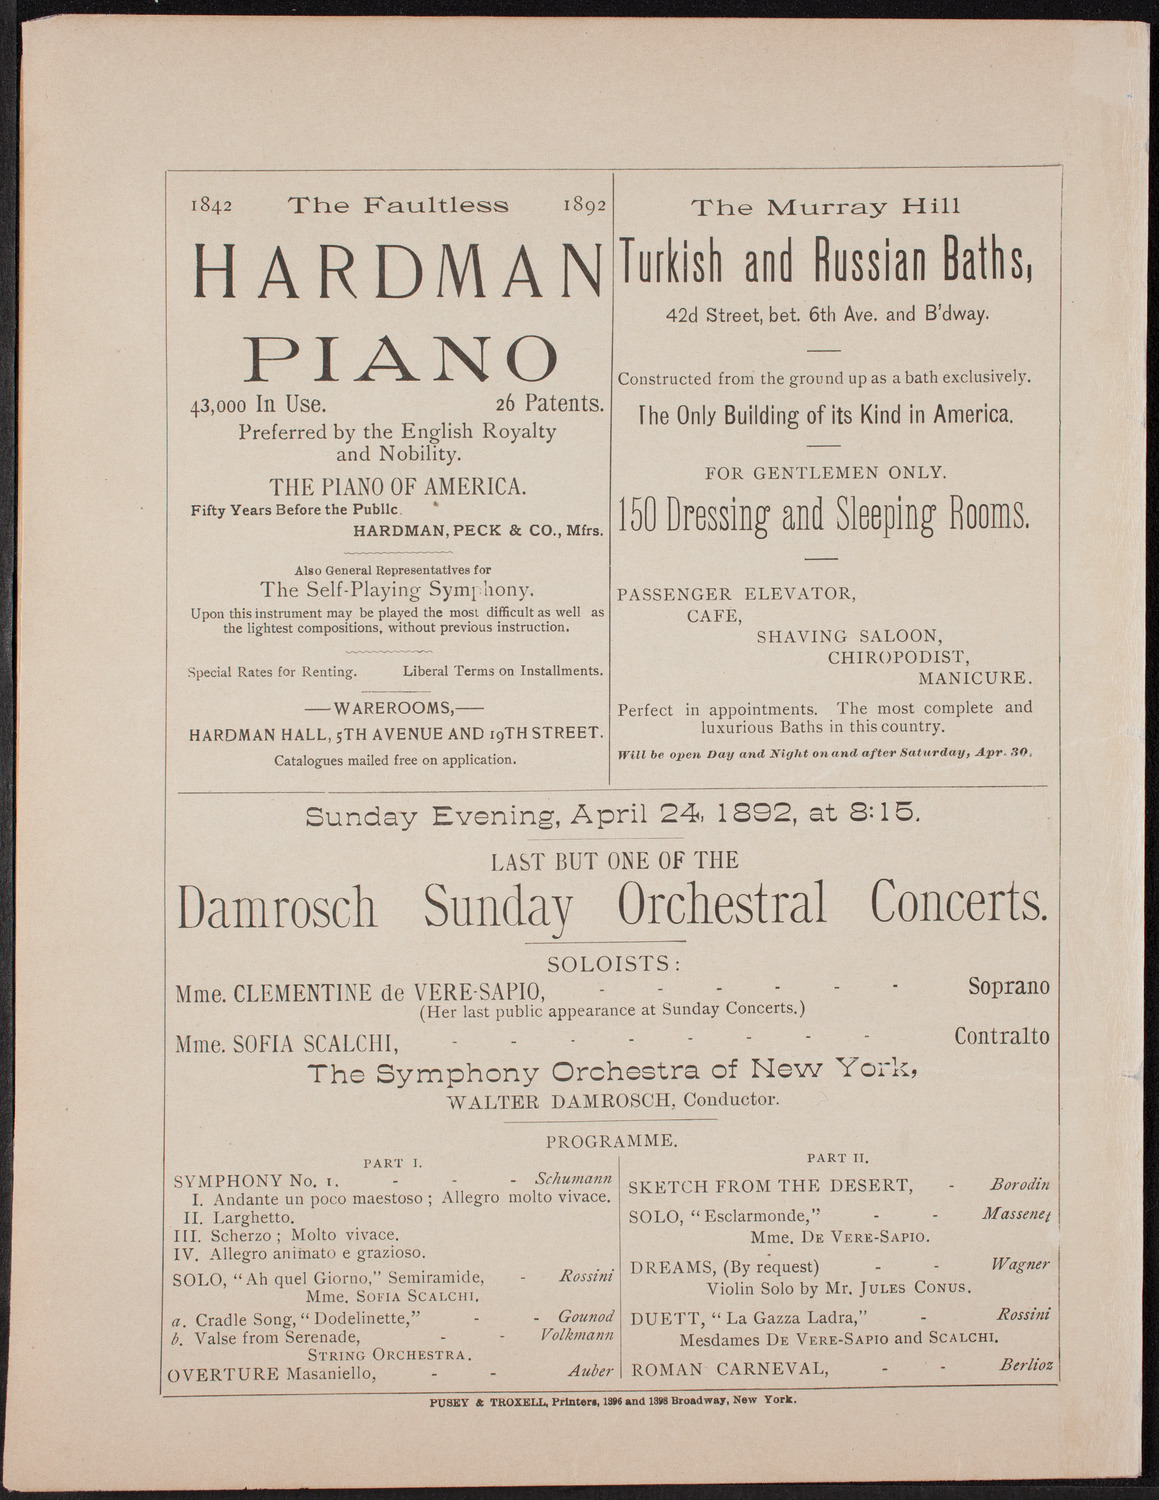 1842 The Faultless 1892
HARDMAN
PIANO
43,000 In Use. 26 Patents.
Preferred by the English Royalty
and Nobility.
THE PIANO OF AMERICA.
Fifty Years Before the Public.
HARDMAN, PECK & CO., Mfrs.
Also General Representatives for
The Self-Playing Symphony.
Upon this instrument may be played the most difficult as well as
the lightest compositions, without previous instruction.
Special Rates for Renting. Liberal Terms on Installments.
—WAREROOMS,—
HARDMAN HALL, 5TH AVENUE AND 19TH STREET.
Catalogues mailed free on application.
The Murray Hill
Turkish and Russian Baths,
42d Street, bet. 6th Ave. and B'dway.
Constructed from the ground up as a bath exclusively.
The Only Building of its Kind in America.
FOR GENTLEMEN ONLY.
150 Dressing and Sleeping Rooms.
PASSENGER ELEVATOR,
CAFE,
SHAVING SALOON,
CHIROPODIST,
MANICURE.
Perfect in appointments. The most complete and
luxurious Baths in this country.
Will be open Day and Night on and after Saturday, Apr. 30.
Sunday Evening, April 24, 1892, at 8:15.
LAST BUT ONE OF THE
Damrosch Sunday Orchestral Concerts.
SOLOISTS:
Mme. CLEMENTINE de VERE-SAPIO, - - - - - - Soprano
(Her last public appearance at Sunday Concerts.)
Mme. SOFIA SCALCHI, - - - - - - - - Contralto
The Symphony Orchestra of New York,
WALTER DAMROSCH, Conductor.
PROGRAMME.
PART I.
SYMPHONY No. 1. - - - Schumann
I. Andante un poco maestoso; Allegro molto vivace.
II. Larghetto.
III. Scherzo; Molto vivace.
IV. Allegro animato e grazioso.
SOLO, "Ah quel Giorno," Semiramide, - Rossini
Mme. SOFIA SCALCHI.
a. Cradle Song, "Dodelinette," - - Gounod
b. Valse from Serenade, - - Volkmann
STRING ORCHESTRA.
OVERTURE Masaniello, - - Auber
PART II.
SKETCH FROM THE DESERT, - Borodin
SOLO, "Esclarmonde," - - Massenet
Mme. DE VERE-SAPIO.
DREAMS, (By request) - - Wagner
Violin Solo by Mr. JULES CONUS.
DUETT, "La Gazza Ladra," - Rossini
Mesdames DE VERE-SAPIO and SCALCHI.
ROMAN CARNEVAL, - - Berlioz
PUSEY & TROXELL, Printers, 1396 and 1398 Broadway, New York.